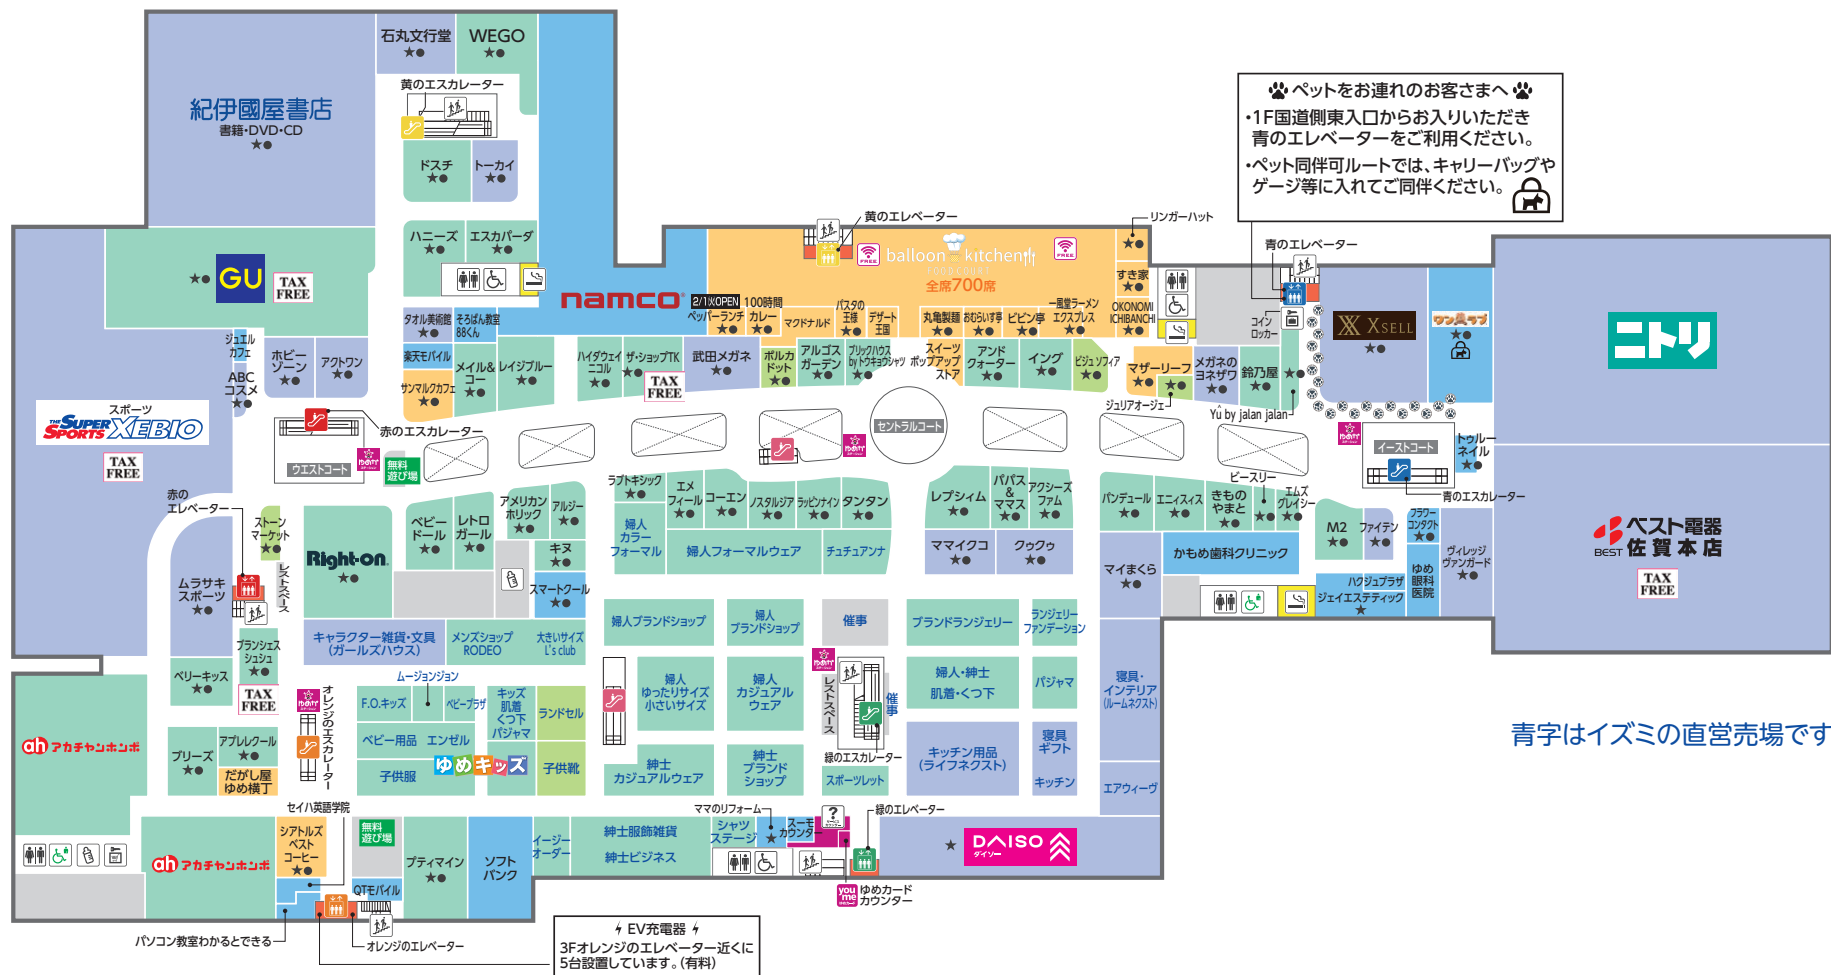 石丸文行堂
★●
WEGO
★●
黄のエスカレーター
紀伊國屋書店
書籍・DVD・CD
★●
ドスチ
★●
トーカイ
★●
ハニーズ
★●
エスカパーダ
★●
★●
GU
TAX
FREE
タオル美術館
★●
そろばん教室
88くん
楽天モバイル
サンマルクカフェ
★●
メイル&
コー
★●
レイジブルー
★●
ジュエル
カフェ
ABC
コスメ
★●
ホビー
ゾーン
★●
アクトワン
★●
スポーツ
THE SUPER
SPORTS XEBIO
TAX
FREE
赤のエスカレーター
ウエストコート
無料
遊び場
namco
黄のエレベーター
FREE
balloon kitchen
FOODCOURT
全席700席
FREE
リンガーハット
★●
すき家
★●
OKONOMI
ICHIBANCHI
★●
2/1㈫OPEN
ペッパーランチ
★●
100時間
カレー
★●
マクドナルド
パスタの
王様
★●
デザート
王国
丸亀製麺
★●
おむらいす亭
★●
ビビン亭
★●
一風堂ラーメン
エクスプレス
★●
ハイダウェイ
ニコル
★●
ザ・ショップTK
★●
TAX
FREE
武田メガネ
★●
ポルカ
ドット
★●
アルゴス
ガーデン
★●
ブリックハウス
byトウキョウシャツ
★●
スイーツ
ポップアップ
ストア
アンド
クォーター
★●
イング
★●
ビジュソフィア
★●
マザーリーフ
★●
ジュリアオージェ
メガネの
ヨネザワ
★●
鈴乃屋
★●
★●
Yû by jalan jalan
コイン
ロッカー
青のエレベーター
ペットをお連れのお客さまへ
・1F国道側東入口からお入りいただき
青のエレベーターをご利用ください。
・ペット同伴可ルートでは、キャリーバッグや
ゲージ等に入れてご同伴ください。
XSELL
★●
ワンラブ
★●
ニトリ
セントラルコート
イーストコート
トゥルー
ネイル
★●
青のエスカレーター
BEST
ベスト電器
佐賀本店
TAX
FREE
青字はイズミの直営売場です
赤の
エレベーター
ストーン
マーケット
★●
レストスペース
ムラサキ
スポーツ
★●
Right-on
★●
ベビー
ドール
★●
レトロ
ガール
★●
アメリカン
ホリック
★●
アルジー
★●
キヌ
★●
スマートクール
★●
ラブトキシック
★●
エメ
フィール
★●
コーエン
★●
ノスタルジア
★●
ラッピンナイン
★●
タンタン
★●
婦人
カラー
フォーマル
婦人フォーマルウェア
チュチュアンナ
レプシィム
★●
パパス
&
ママス
★●
アクシーズ
ファム
★●
ママイクコ
★●
クゥクゥ
★●
パンデュール
★●
エニィスィス
★●
きもの
やまと
★●
ビースリー
★●
エムズ
グレイシー
★●
M2
★●
ファイテン
★●
フラワー
コンタクト
★●
ヴィレッジ
ヴァンガード
★●
マイまくら
★●
かもめ歯科クリニック
ハクジュプラザ
ジェイエステティック
★
ゆめ
眼科
医院
ブランシェス
シュシュ
★●
ベリーキッス
★●
TAX
FREE
キャラクター雑貨・文具
(ガールズハウス)
メンズショップ
RODEO
大きいサイズ
L's club
婦人ブランドショップ
婦人
ブランドショップ
催事
ブランドランジェリー
ランジェリー
ファンデーション
オレンジのエスカレーター
ムージョンジョン
F.O.キッズ
ベビープラザ
キッズ
肌着
くつ下
パジャマ
ランドセル
ベビー用品
エンゼル
ゆめキッズ
子供服
子供靴
婦人
ゆったりサイズ
小さいサイズ
婦人
カジュアル
ウェア
レストスペース
催事
婦人・紳士
肌着・くつ下
パジャマ
寝具・
インテリア
(ルームネクスト)
紳士
カジュアルウェア
紳士
ブランド
ショップ
緑のエスカレーター
スポーツレット
キッチン用品
(ライフネクスト)
寝具
ギフト
キッチン
エアウィーヴ
アカチャンホンポ
ブリーズ
★●
アプレレクール
★●
だがし屋
ゆめ横丁
セイハ英語学院
シアトルズ
ベスト
コーヒー
★●
アカチャンホンポ
無料
遊び場
QTモバイル
プティマイン
★●
ソフト
バンク
イージー
オーダー
紳士服飾雑貨
紳士ビジネス
シャツ
ステージ
ママのリフォーム
★
スーモ
カウンター
緑のエレベーター
★
DAISO
ダイソー
you
me
ゆめカード
カウンター
パソコン教室わかるとできる
オレンジのエレベーター
EV充電器
3Fオレンジのエレベーター近くに
5台設置しています。(有料)